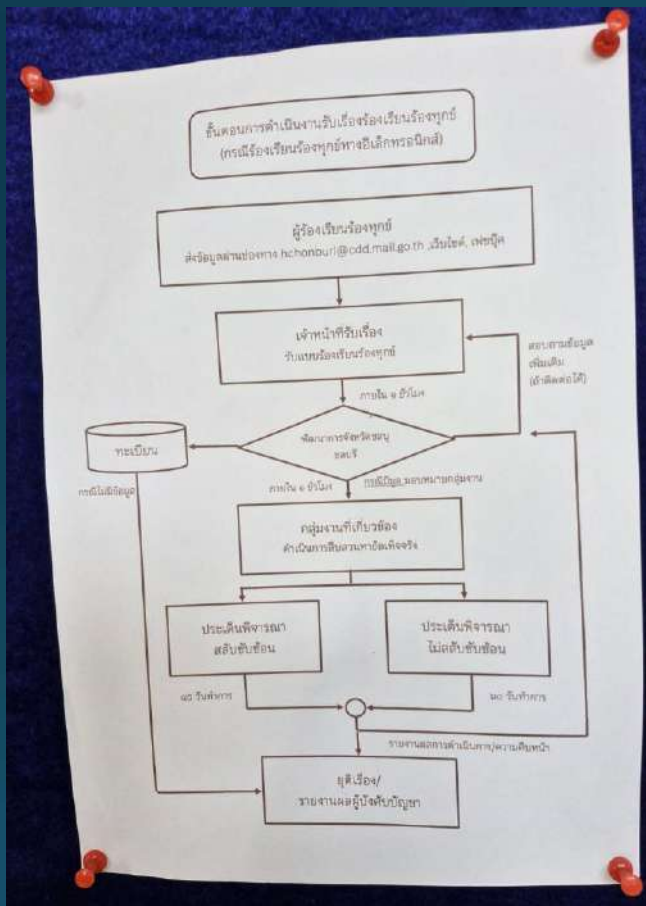 ขั้นตอนการดำเนินงานรับเรื่องร้องเรียนร้องทุกข์
(กรณีร้องเรียนร้องทุกข์ทางอิเล็กทรอนิกส์)
ผู้ร้องเรียนร้องทุกข์
ส่งข้อมูลผ่านช่องทาง hchonburi@cdd.mail.go.th ,เว็บไซต์, เฟซบุ๊ค
เจ้าหน้าที่รับเรื่อง
รับแบบร้องเรียนร้องทุกข์
สอบถามข้อมูล
เพิ่มเติม
(ถ้าติดต่อได้)
ภายใน ๑ ชั่วโมง
พัฒนาการจังหวัด
ชลบุรี
ทะเบียน
กรณีไม่มีข้อมูล
ภายใน ๑ ชั่วโมง
กรณีมีมูล มอบหมายกลุ่มงาน
กลุ่มงานที่เกี่ยวข้อง
ดำเนินการสืบสวนหาข้อเท็จจริง
ประเด็นพิจารณา
สลับซับซ้อน
ประเด็นพิจารณา
ไม่สลับซับซ้อน
วันทำการ
วันทำการ
รายงานผลการดำเนินการ/ความคืบหน้า
ยุติเรื่อง/
รายงานผลผู้บังคับบัญชา